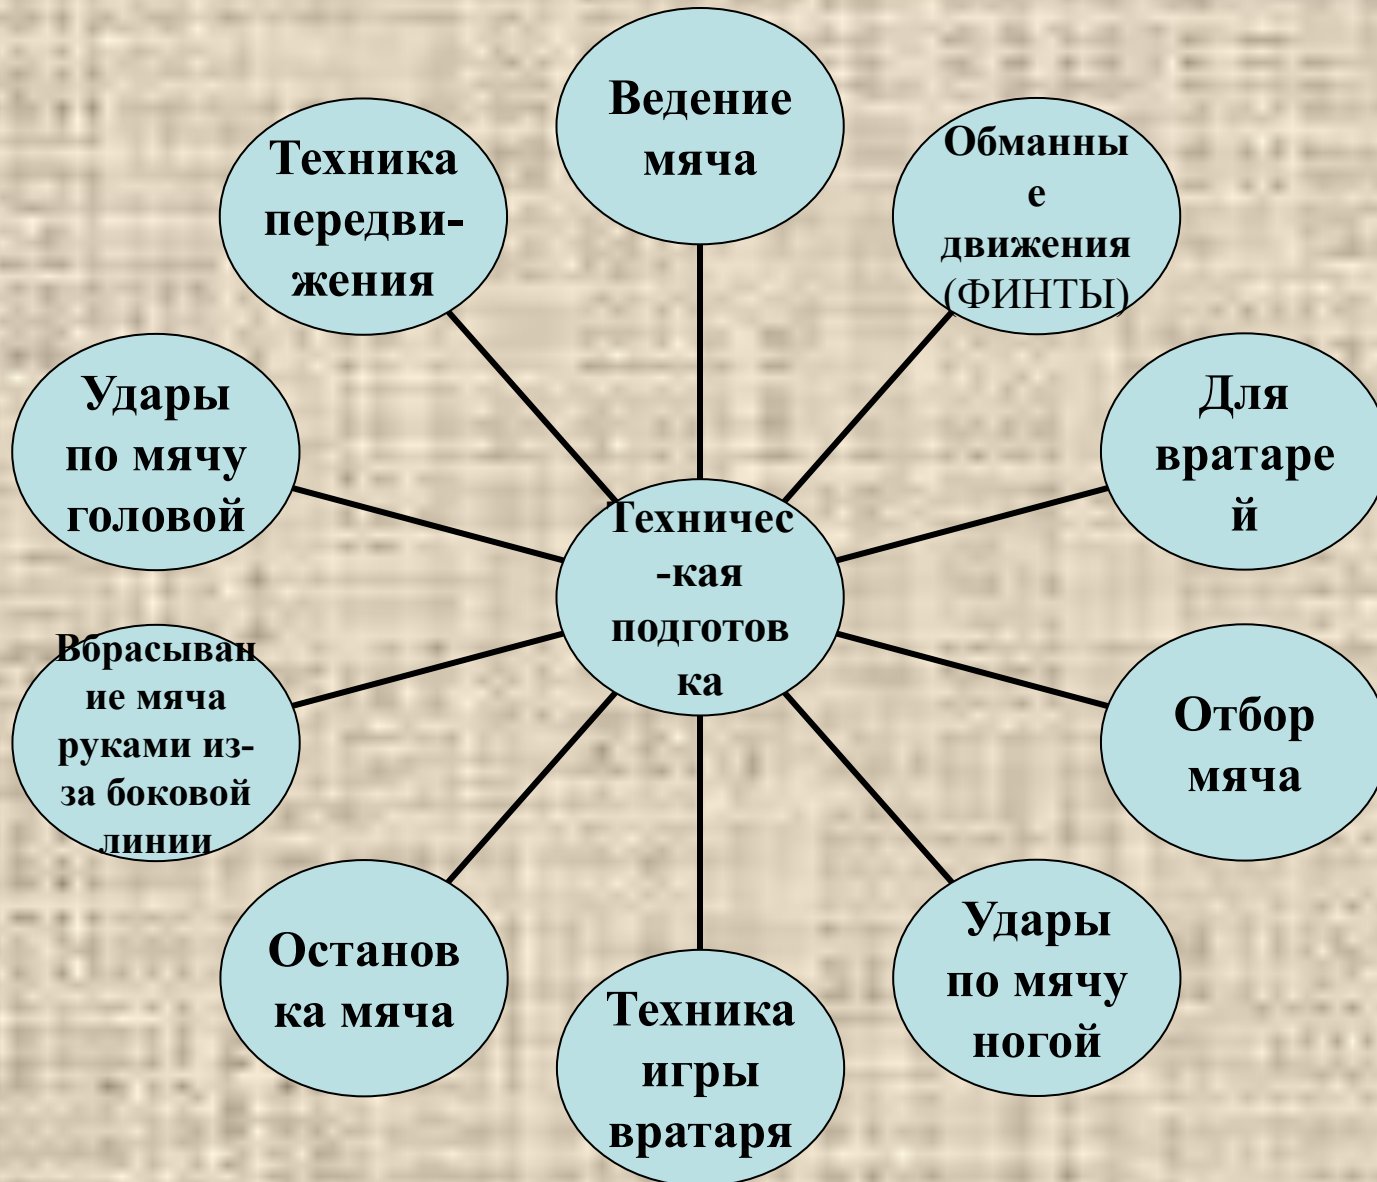 Ведение
мяча
Обманны
е
движения
(ФИНТЫ)
Для
вратаре
й
Отбор
мяча
Удары
по мячу
ногой
Техника
игры
вратаря
Останов
ка мяча
Вбрасыван
ие мяча
руками из-
за боковой
линии
Удары
по мячу
головой
Техника
передви-
жения
Техничес
-кая
подготов
ка